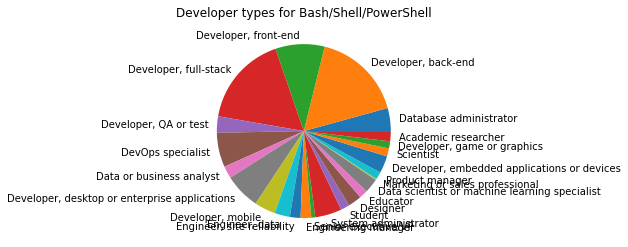 Developer types for Bash/Shell/PowerShell
Database administrator
Developer, back-end
Developer, front-end
Developer, full-stack
Developer, QA or test
DevOps specialist
Data or business analyst
Developer, desktop or enterprise applications
Developer, mobile
Engineer, data
Engineer, site reliability
Engineering manager
System administrator
Student
Designer
Educator
Data scientist or machine learning specialist
Marketing or sales professional
Product manager
Developer, embedded applications or devices
Scientist
Developer, game or graphics
Academic researcher